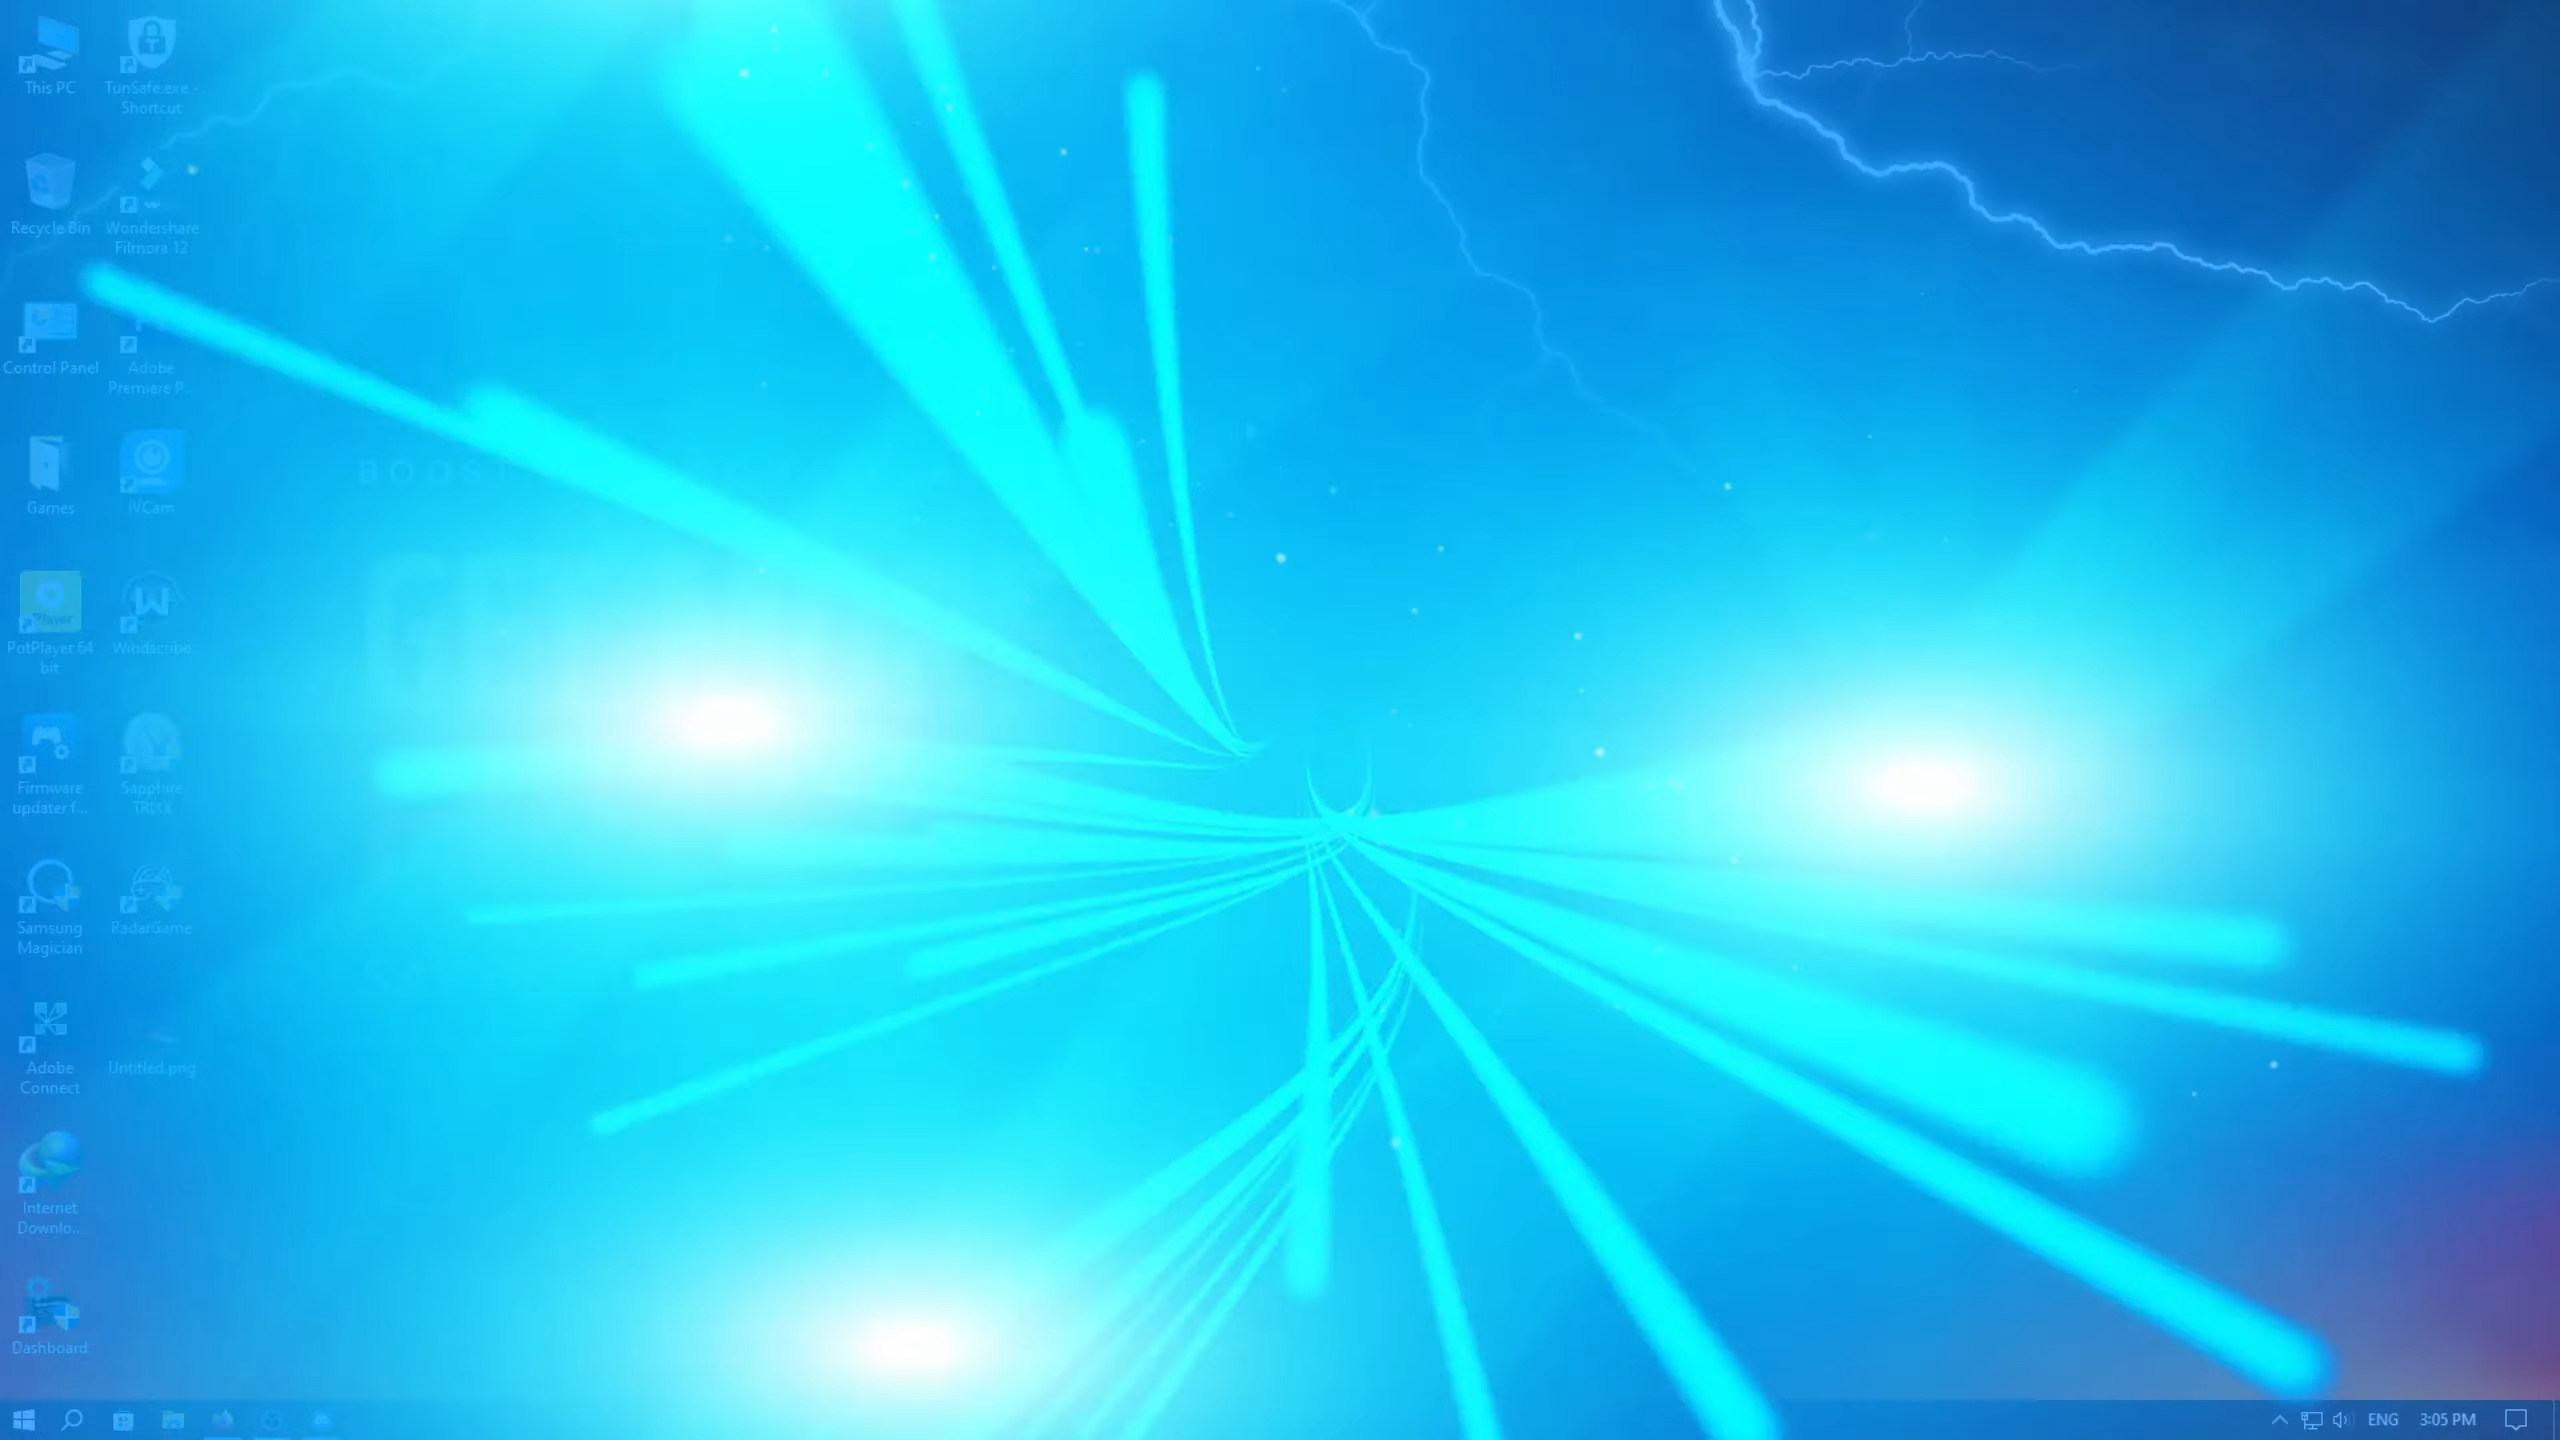 This PC
TunSafe.exe -
Shortcut
Recycle Bin
Wondershare
Filmora 12
Control Panel
Adobe
Premiere P...
Games
iVCam
Player
PotPlayer 64
bit
Windscribe
Firmware
updater f...
Sapphire
TRIXX
Samsung
Magician
RadarGame
Adobe
Connect
Untitled.png
Internet
Downlo...
Dashboard
BOOST
ENG
3:05 PM